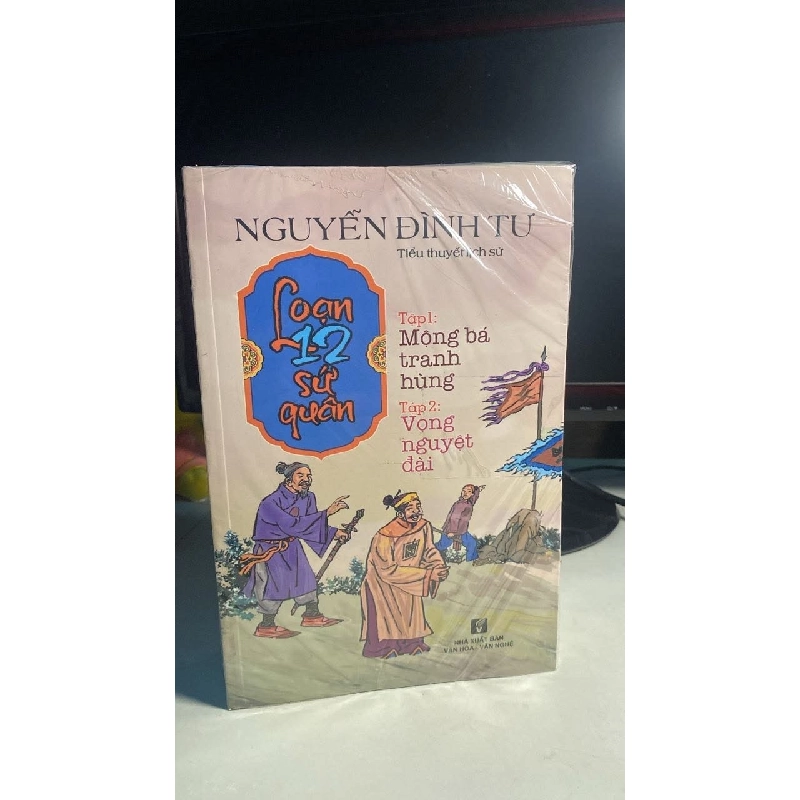 NGUYỄN ĐÌNH TƯ
Tiểu thuyết lịch sử
Loạn
12
sứ
quân
Tập 1:
Mộng bá
tranh
hùng
Tập 2:
Vọng
nguyệt
đài
NHÀ XUẤT BẢN
VĂN HÓA - VĂN NGHỆ